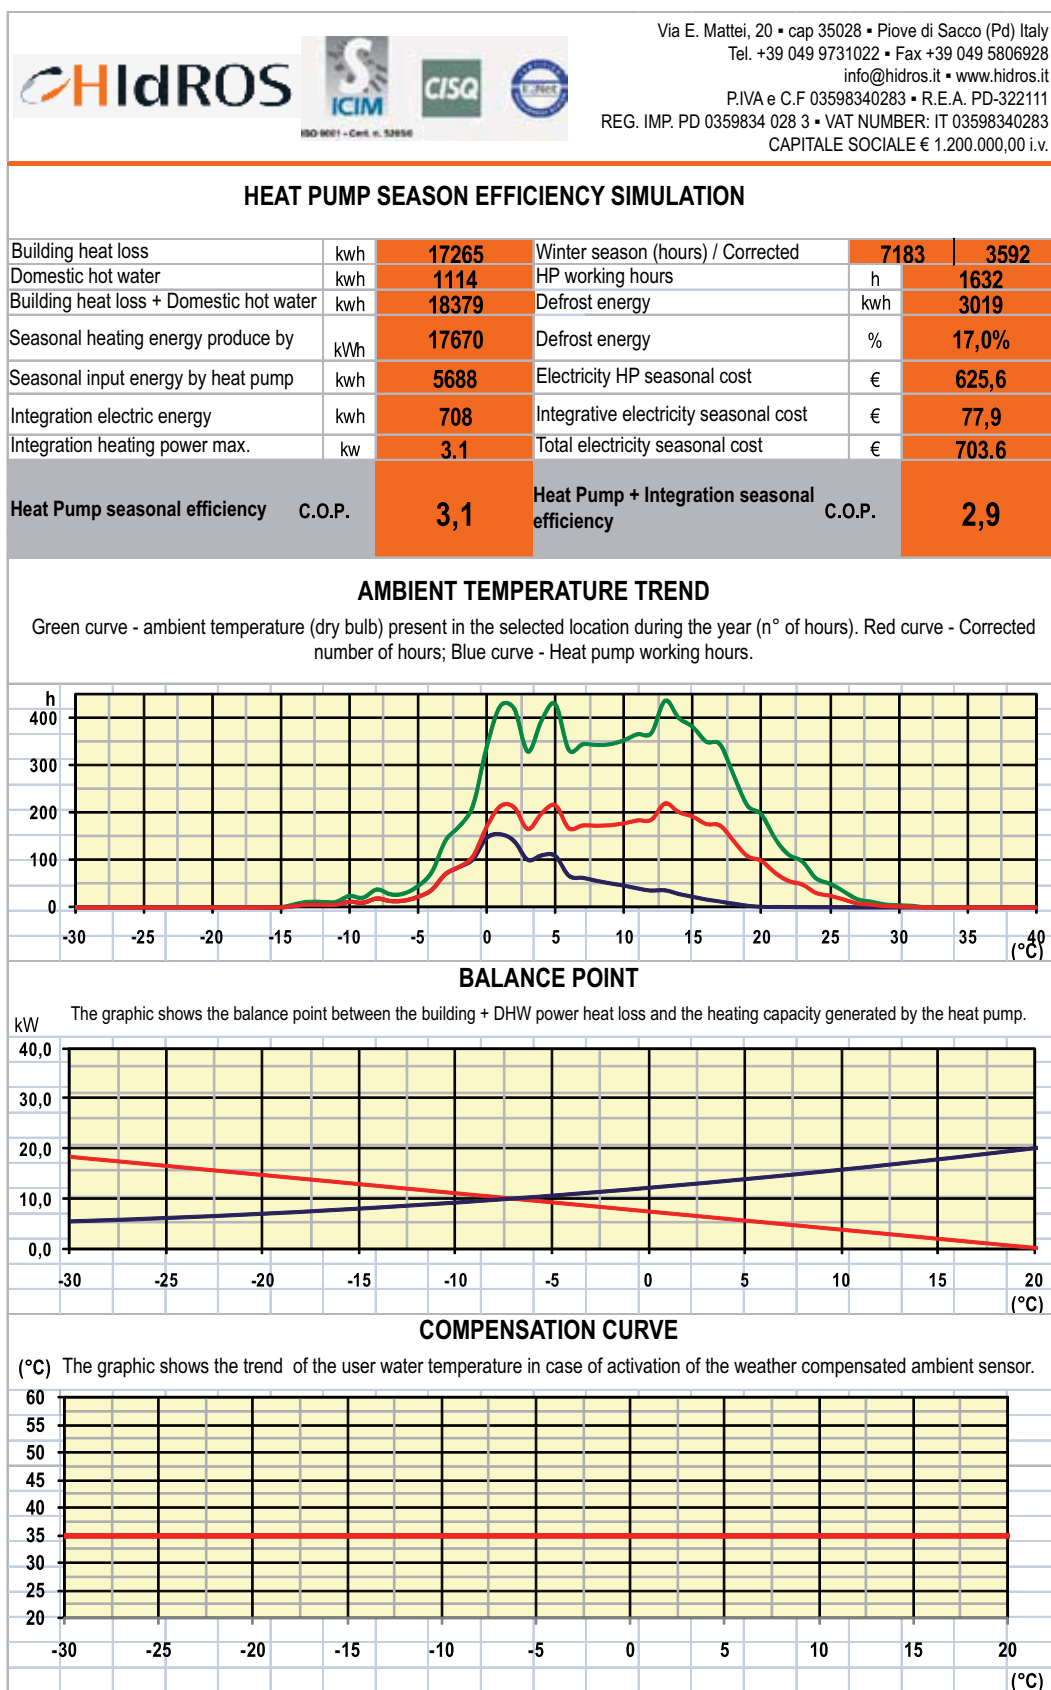 HIdROS
S
ICIM
ISO 9001 - Cert. n.
CISQ
Via E. Mattei, 20 ▪ cap 35028 ▪ Piove di Sacco (Pd) Italy
Tel. +39 049 9731022 ▪ Fax +39 049 5806928
info@hidros.it ▪ www.hidros.it
P.IVA e C.F 03598340283 ▪ R.E.A. PD-322111
REG. IMP. PD 0359834 028 3 ▪ VAT NUMBER: IT 03598340283
CAPITALE SOCIALE € 1.200.000,00 i.v.
HEAT PUMP SEASON EFFICIENCY SIMULATION
Building heat loss kwh 17265 Winter season (hours) / Corrected 7183 3592
Domestic hot water kwh 1114 HP working hours h 1632
Building heat loss + Domestic hot water kwh 18379 Defrost energy kwh 3019
Seasonal heating energy produce by kWh 17670 Defrost energy % 17,0%
Seasonal input energy by heat pump kwh 5688 Electricity HP seasonal cost € 625,6
Integration electric energy kwh 708 Integrative electricity seasonal cost € 77,9
Integration heating power max. kw 3.1 Total electricity seasonal cost € 703.6
Heat Pump seasonal efficiency C.O.P. 3,1 Heat Pump + Integration seasonal
efficiency C.O.P. 2,9
AMBIENT TEMPERATURE TREND
Green curve - ambient temperature (dry bulb) present in the selected location during the year (n° of hours). Red curve - Corrected
number of hours; Blue curve - Heat pump working hours.
h
400
300
200
100
0
-30 -25 -20 -15 -10 -5 0 5 10 15 20 25 30 35 40
(°C)
BALANCE POINT
The graphic shows the balance point between the building + DHW power heat loss and the heating capacity generated by the heat pump.
kW
40,0
30,0
20,0
10,0
0,0
-30 -25 -20 -15 -10 -5 0 5 10 15 20
(°C)
COMPENSATION CURVE
(°C) The graphic shows the trend of the user water temperature in case of activation of the weather compensated ambient sensor.
60
55
50
45
40
35
30
25
20
-30 -25 -20 -15 -10 -5 0 5 10 15 20
(°C)